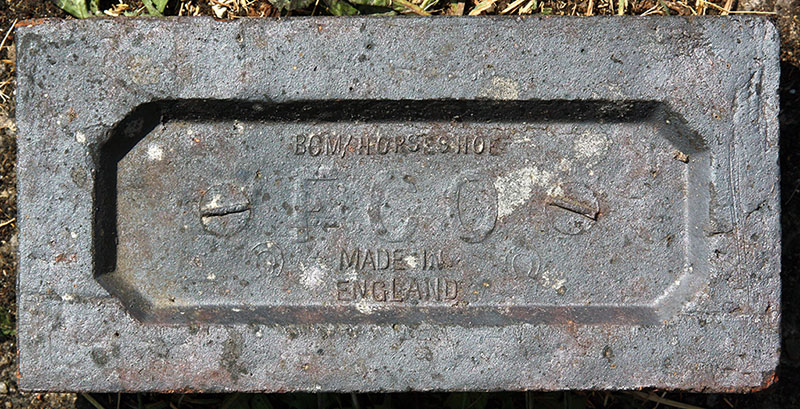 BCM/HORSESHOE
F C O
MADE IN
ENGLAND